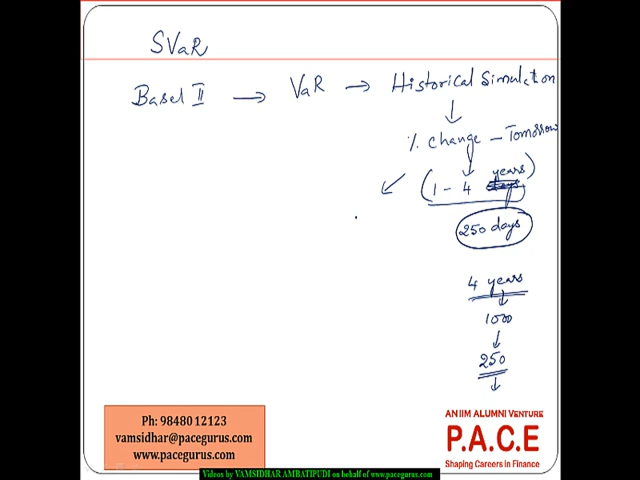 SVaR
Basel II → VaR → Historical Simulation
↓
% change - Tomorrow
↓
(1 - 4 years)
250 days
4 years
↓
1000
↓
250
↓
Ph: 98480 12123
vamsidhar@pacegurus.com
www.pacegurus.com
AN IIM ALUMNI VENTURE
P.A.C.E
Shaping Careers in Finance
Videos by VAMSIDHAR AMBATIPUDI on behalf of www.pacegurus.com